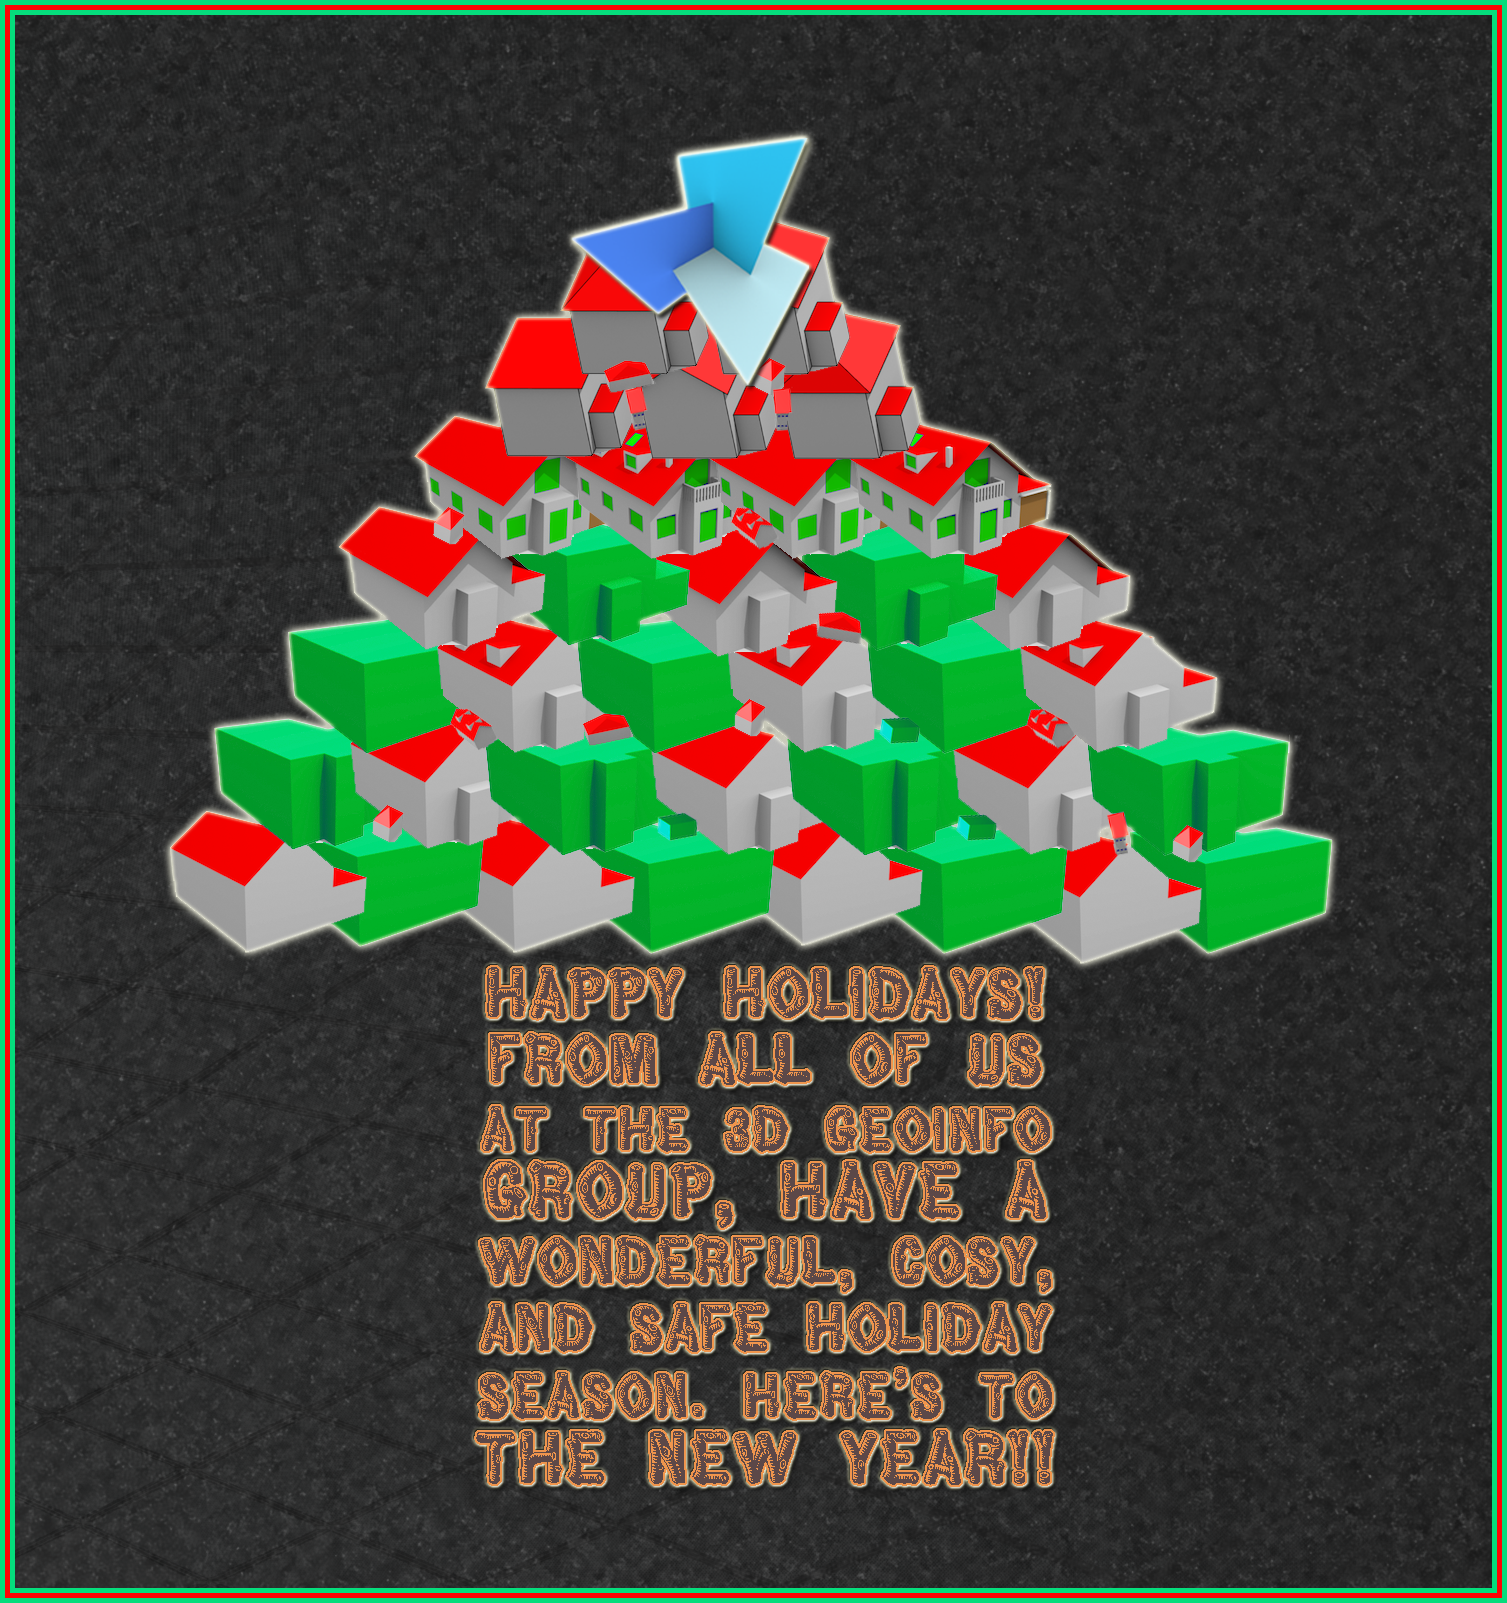 HAPPY HOLIDAYS!
FROM ALL OF US
AT THE 3D GEOINFO
GROUP, HAVE A
WONDERFUL, COSY,
AND SAFE HOLIDAY
SEASON. HERE'S TO
THE NEW YEAR!!